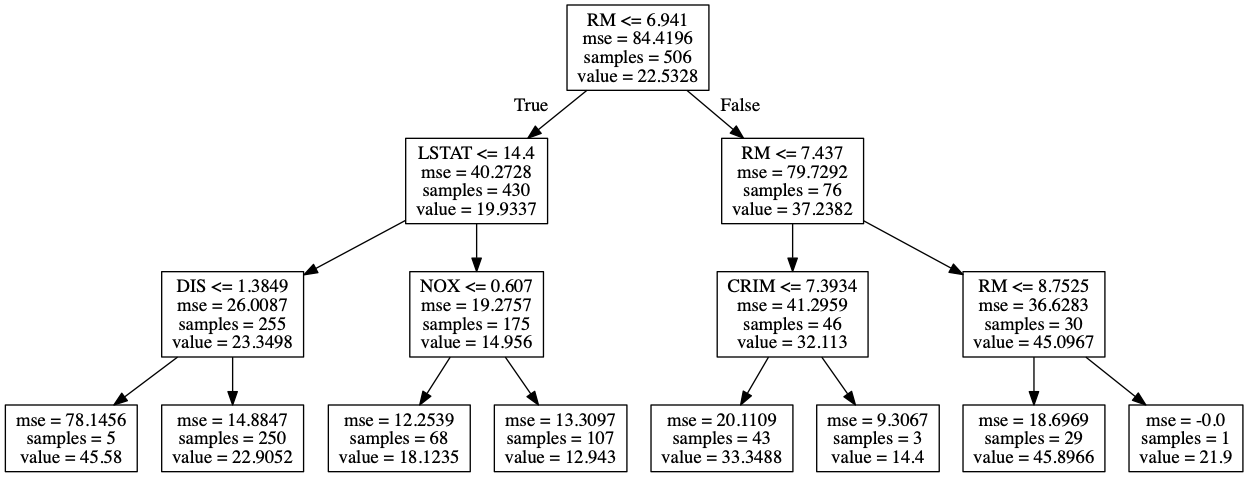 RM <= 6.941
mse = 84.4196
samples = 506
value = 22.5328
True
False
LSTAT <= 14.4
mse = 40.2728
samples = 430
value = 19.9337
RM <= 7.437
mse = 79.7292
samples = 76
value = 37.2382
DIS <= 1.3849
mse = 26.0087
samples = 255
value = 23.3498
NOX <= 0.607
mse = 19.2757
samples = 175
value = 14.956
CRIM <= 7.3934
mse = 41.2959
samples = 46
value = 32.113
RM <= 8.7525
mse = 36.6283
samples = 30
value = 45.0967
mse = 78.1456
samples = 5
value = 45.58
mse = 14.8847
samples = 250
value = 22.9052
mse = 12.2539
samples = 68
value = 18.1235
mse = 13.3097
samples = 107
value = 12.943
mse = 20.1109
samples = 43
value = 33.3488
mse = 9.3067
samples = 3
value = 14.4
mse = 18.6969
samples = 29
value = 45.8966
mse = -0.0
samples = 1
value = 21.9